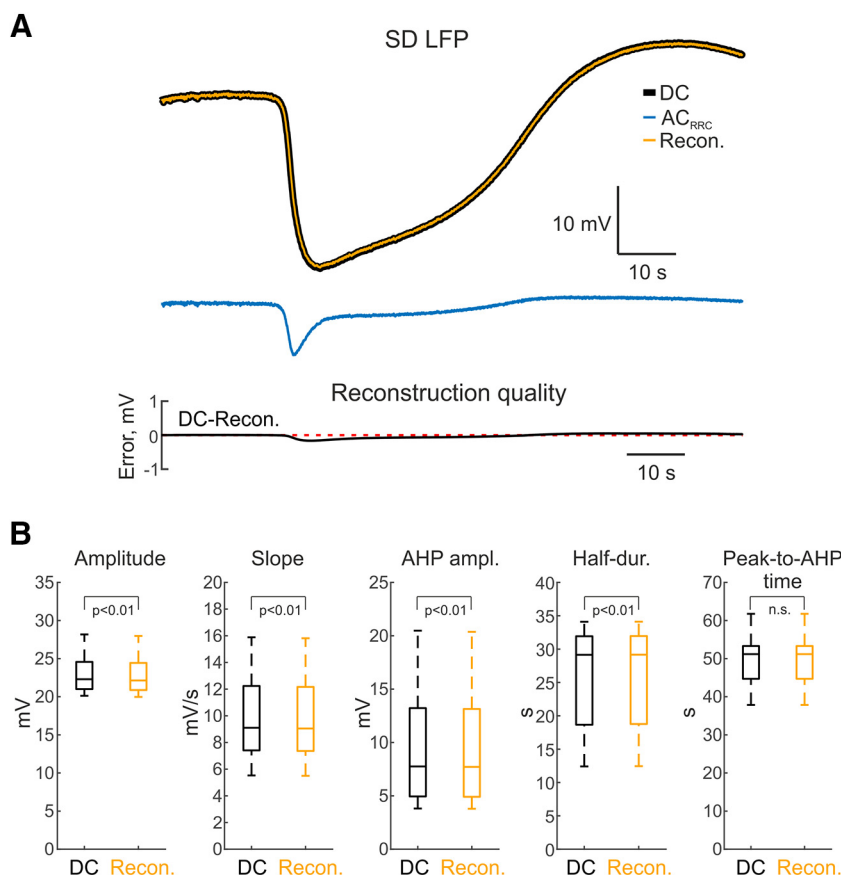 A
SD LFP
DC
AC_RRC
Recon.
10 mV
10 s
Reconstruction quality
Error, mV
1
0
-1
DC-Recon.
10 s
B
Amplitude
mV
35
30
25
20
15
10
5
0
p<0.01
DC Recon.
Slope
mV/s
20
18
16
14
12
10
8
6
4
2
0
p<0.01
DC Recon.
AHP ampl.
mV
25
20
15
10
5
0
p<0.01
DC Recon.
Half-dur.
s
40
35
30
25
20
15
10
5
0
p<0.01
DC Recon.
Peak-to-AHP
time
s
70
60
50
40
30
20
10
0
n.s.
DC Recon.